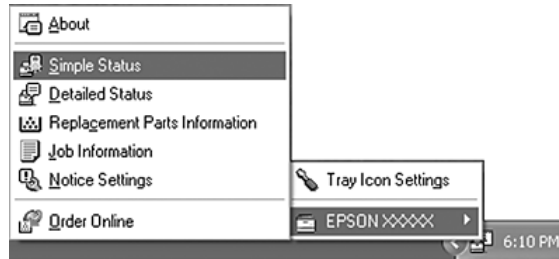 About
Simple Status
Detailed Status
Replacement Parts Information
Job Information
Notice Settings
Order Online
Tray Icon Settings
EPSON XXXXX
6:10 PM